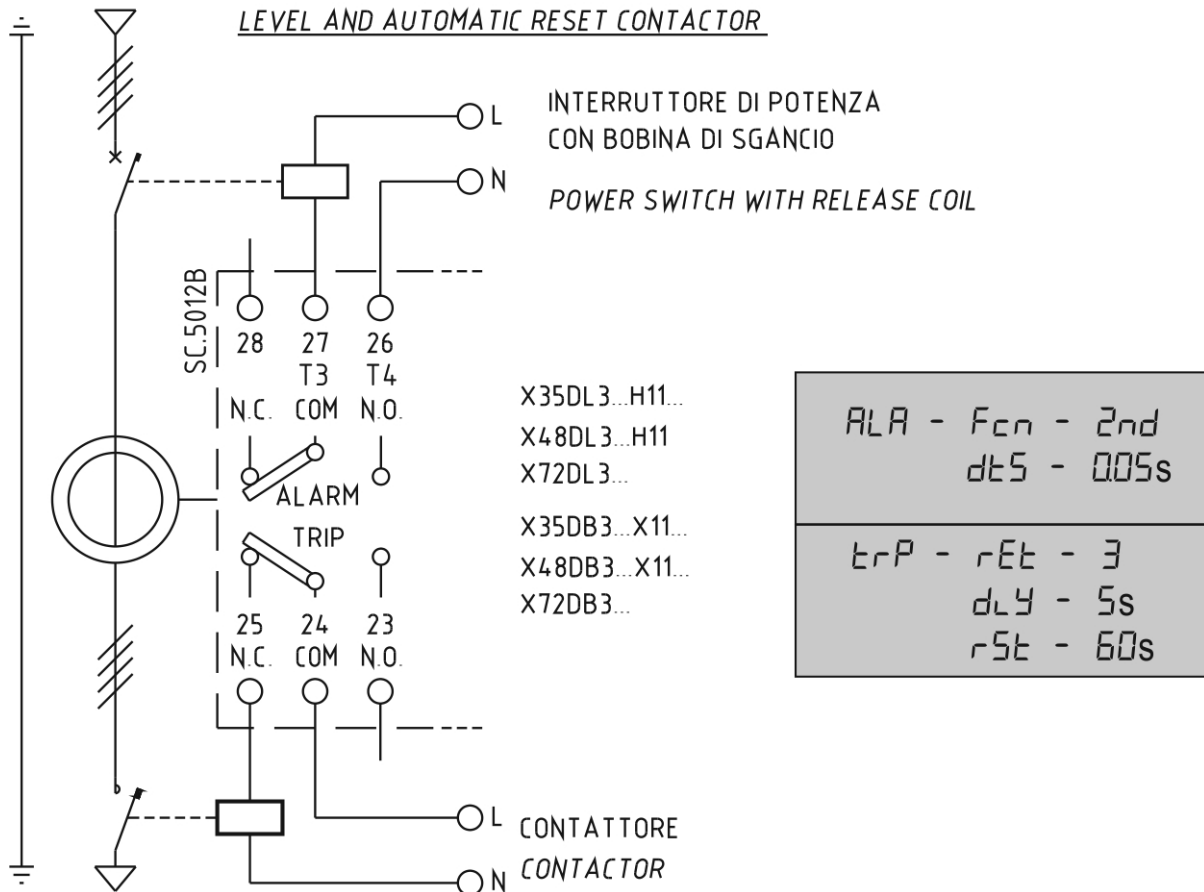 LEVEL AND AUTOMATIC RESET CONTACTOR
L
INTERRUTTORE DI POTENZA
CON BOBINA DI SGANCIO
N
POWER SWITCH WITH RELEASE COIL
SC.5012B
28 27 26
T3 T4
N.C. COM N.O.
ALARM
TRIP
25 24 23
N.C. COM N.O.
X35DL3...H11...
X48DL3...H11
X72DL3...
X35DB3...X11...
X48DB3...X11...
X72DB3...
ALA - Fcn - 2nd
dtS - 0.05s
trP - rEt - 3
dLY - 5s
rSt - 60s
L
CONTATTORE
N
CONTACTOR